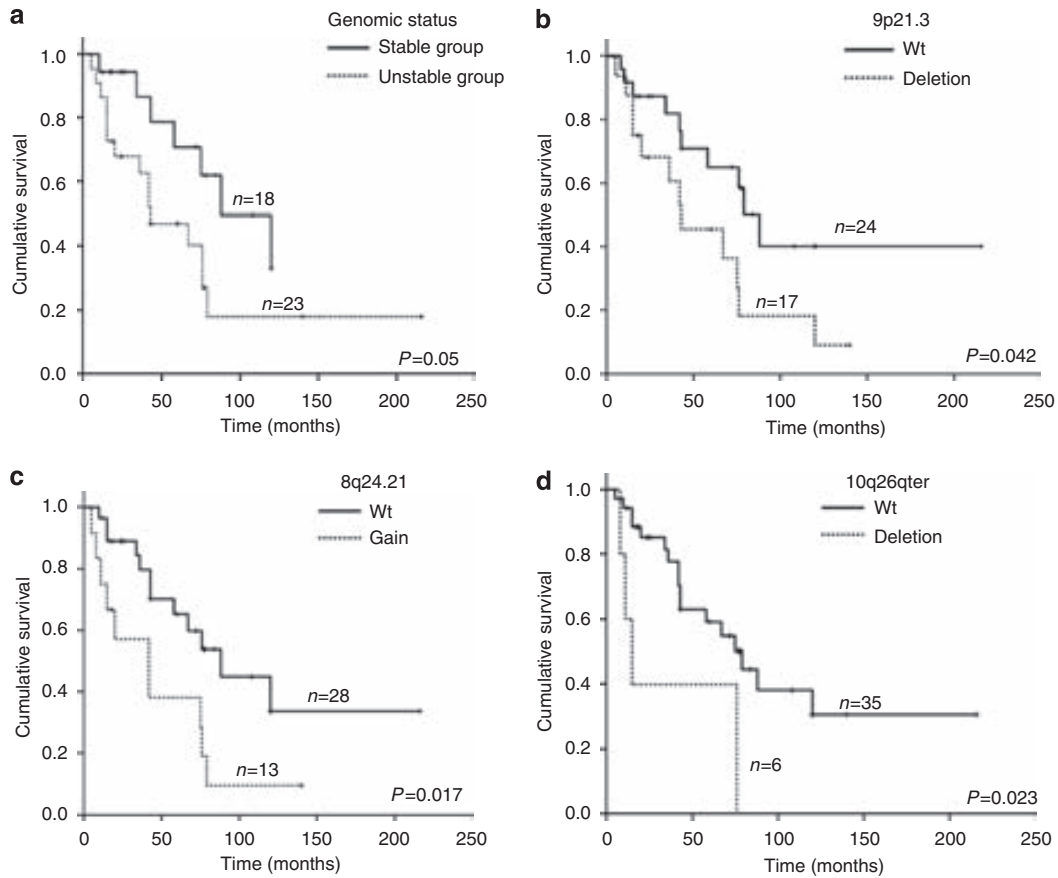 a
Genomic status
Stable group
Unstable group
1.0
0.8
0.6
0.4
0.2
0.0
Cumulative survival
n=18
n=23
P=0.05
0 50 100 150 200 250
Time (months)
b
9p21.3
Wt
Deletion
1.0
0.8
0.6
0.4
0.2
0.0
Cumulative survival
n=24
n=17
P=0.042
0 50 100 150 200 250
Time (months)
c
8q24.21
Wt
Gain
1.0
0.8
0.6
0.4
0.2
0.0
Cumulative survival
n=28
n=13
P=0.017
0 50 100 150 200 250
Time (months)
d
10q26qter
Wt
Deletion
1.0
0.8
0.6
0.4
0.2
0.0
Cumulative survival
n=35
n=6
P=0.023
0 50 100 150 200 250
Time (months)